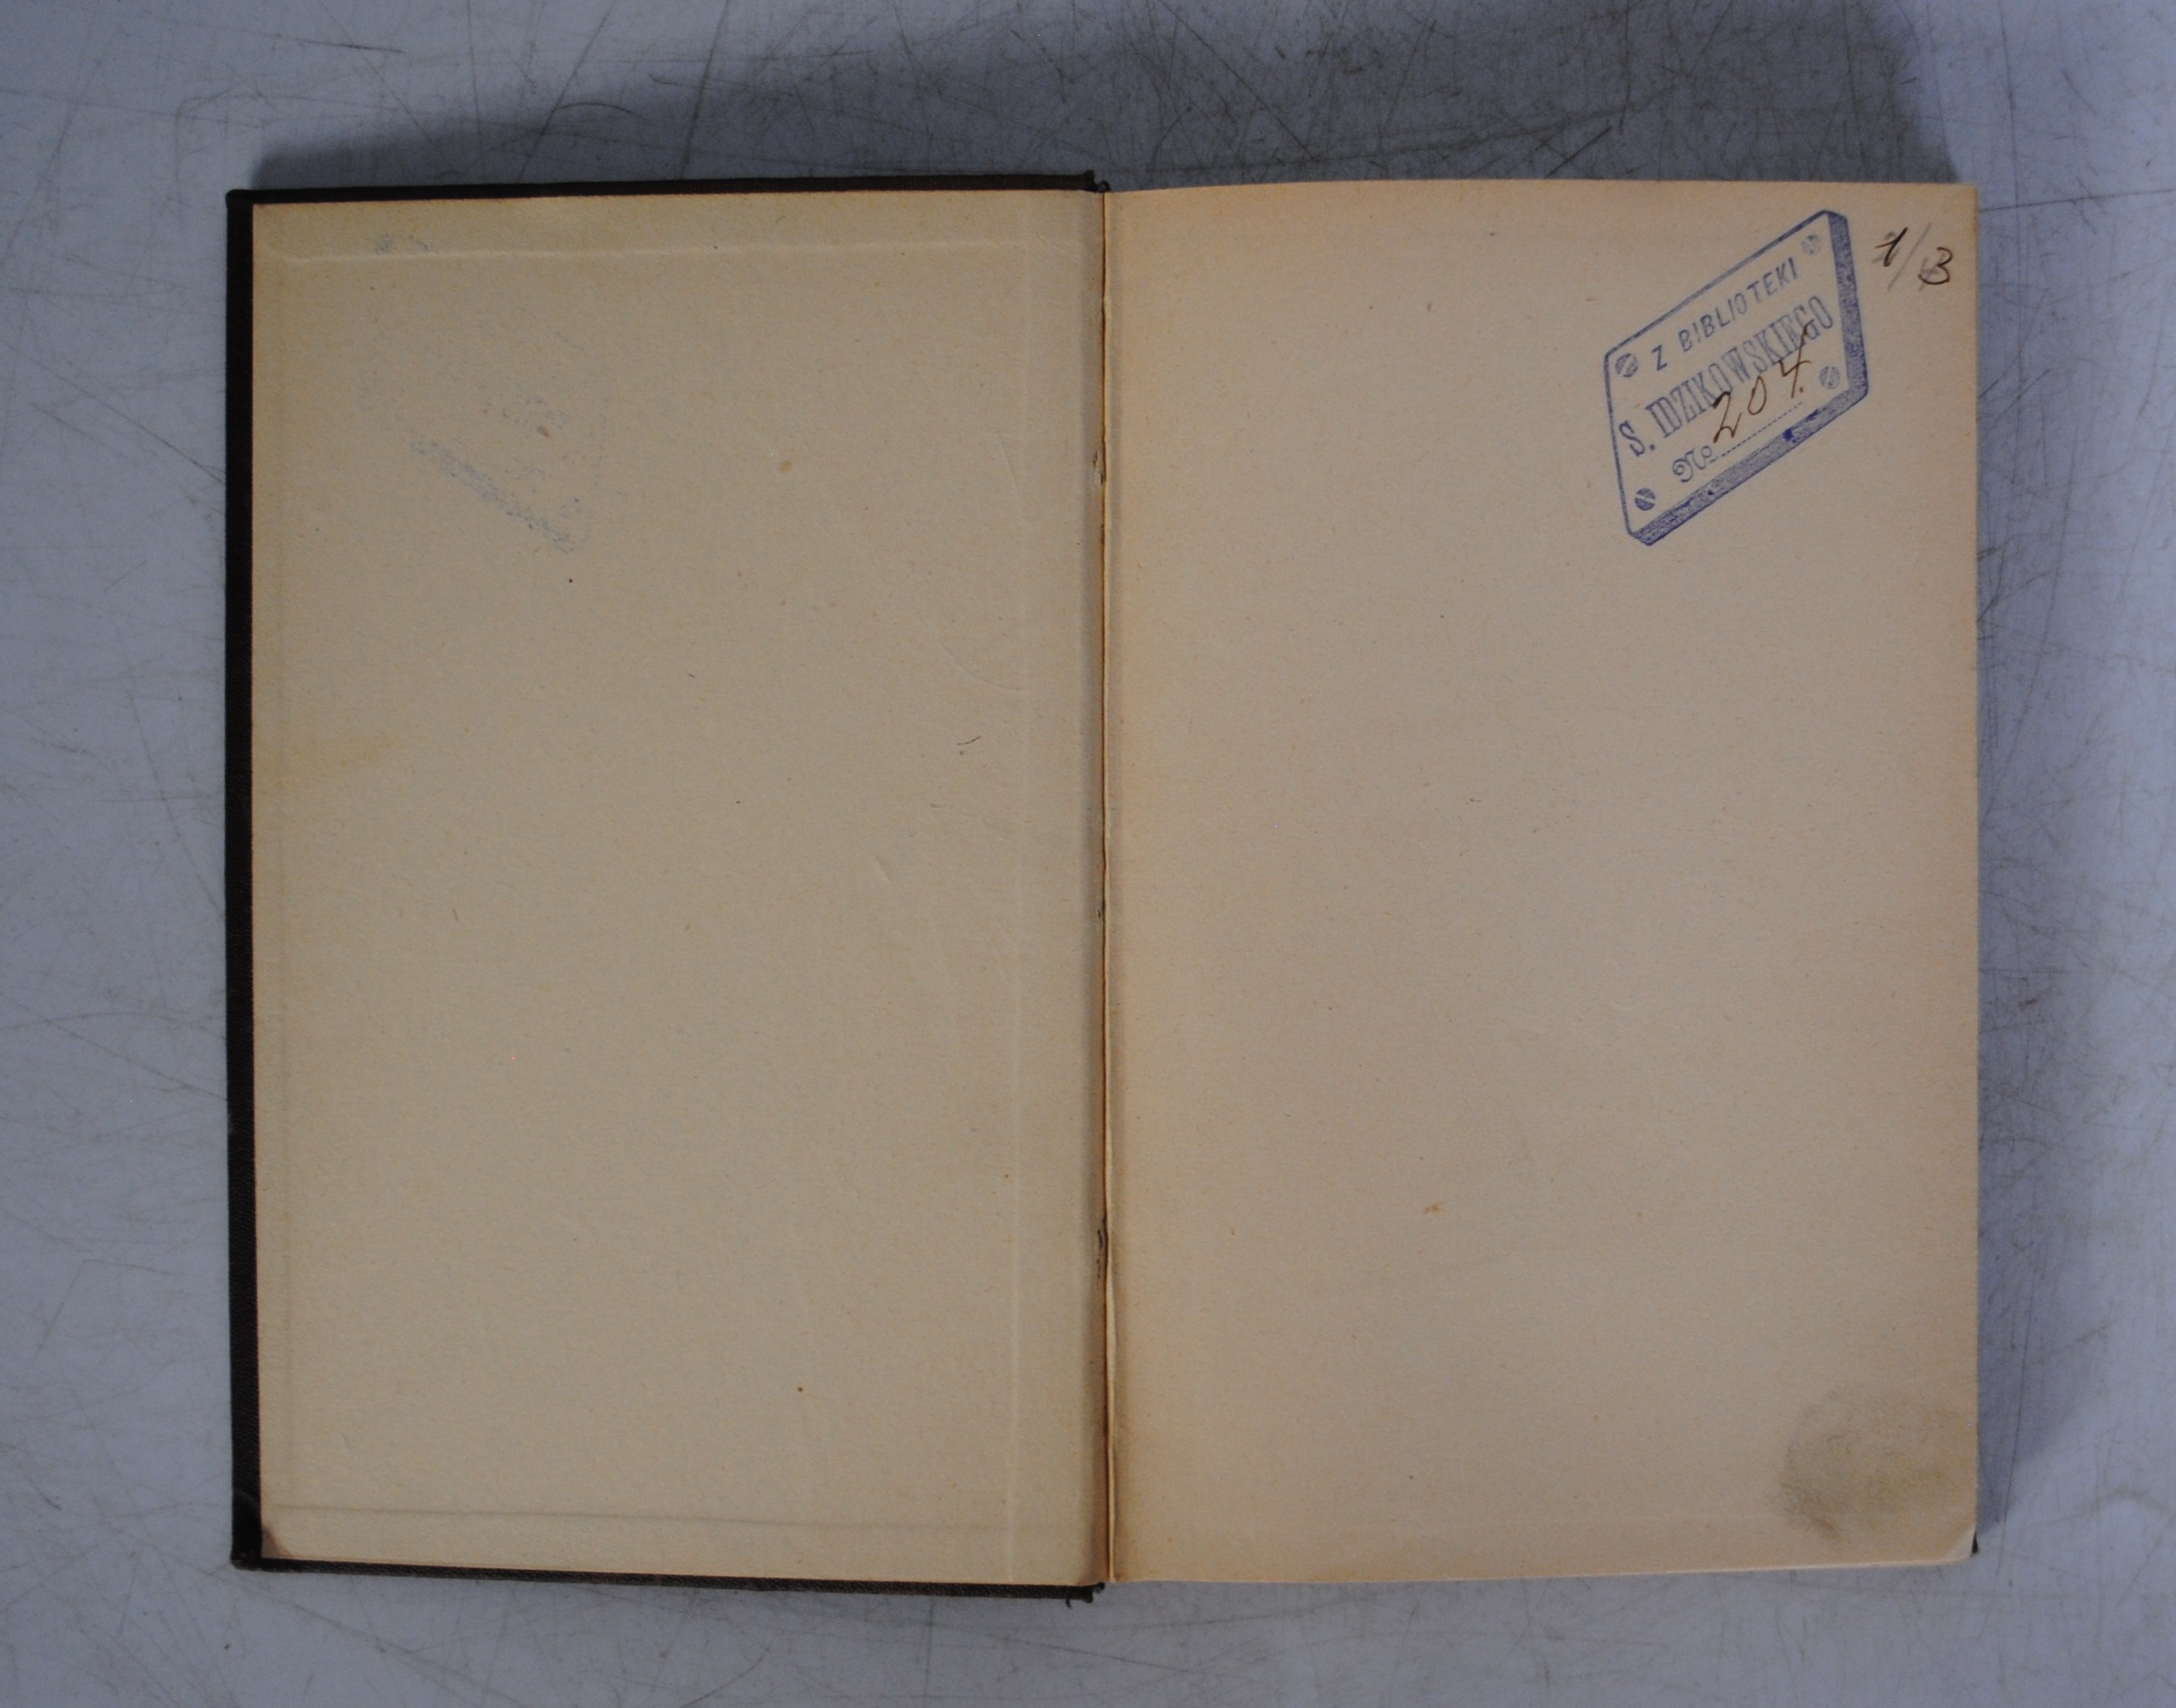 1/3
Z BIBLIOTEKI
S. IDZIKOWSKIEGO
№ 204.